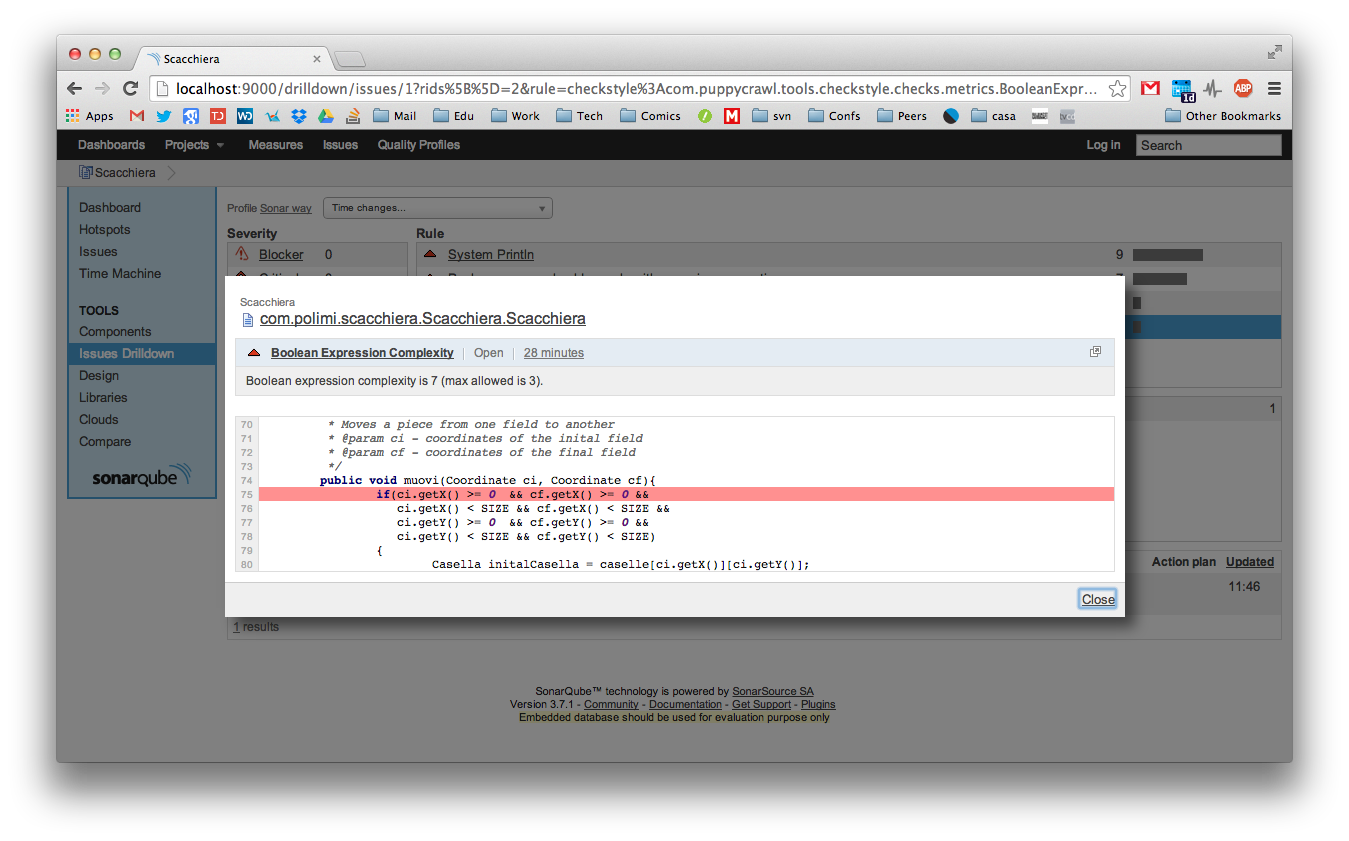 Scacchiera
localhost:9000/drilldown/issues/1?rids%5B%5D=2&rule=checkstyle%3Acom.puppycrawl.tools.checkstyle.checks.metrics.BooleanExpr...
1d
ABP
Apps
TD
WD
Mail
Edu
Work
Tech
Comics
M
svn
Confs
Peers
casa
Other Bookmarks
Dashboards Projects Measures Issues Quality Profiles Log In Search
Scacchiera
Dashboard
Hotspots
Issues
Time Machine
TOOLS
Components
Issues Drilldown
Design
Libraries
Clouds
Compare
sonarqube
Profile Sonar way Time changes...
Severity Rule
Blocker 0 System Println 9
Scacchiera
com.polimi.scacchiera.Scacchiera.Scacchiera
Boolean Expression Complexity | Open | 28 minutes
Boolean expression complexity is 7 (max allowed is 3).
70 * Moves a piece from one field to another
71 * @param ci - coordinates of the inital field
72 * @param cf - coordinates of the final field
73 */
74 public void muovi(Coordinate ci, Coordinate cf){
75 if(ci.getX() >= 0 && cf.getX() >= 0 &&
76 ci.getX() < SIZE && cf.getX() < SIZE &&
77 ci.getY() >= 0 && cf.getY() >= 0 &&
78 ci.getY() < SIZE && cf.getY() < SIZE)
79 {
80 Casella initalCasella = caselle[ci.getX()][ci.getY()];
Close
1
Action plan Updated
11:46
1 results
SonarQube™ technology is powered by SonarSource SA
Version 3.7.1 - Community - Documentation - Get Support - Plugins
Embedded database should be used for evaluation purpose only